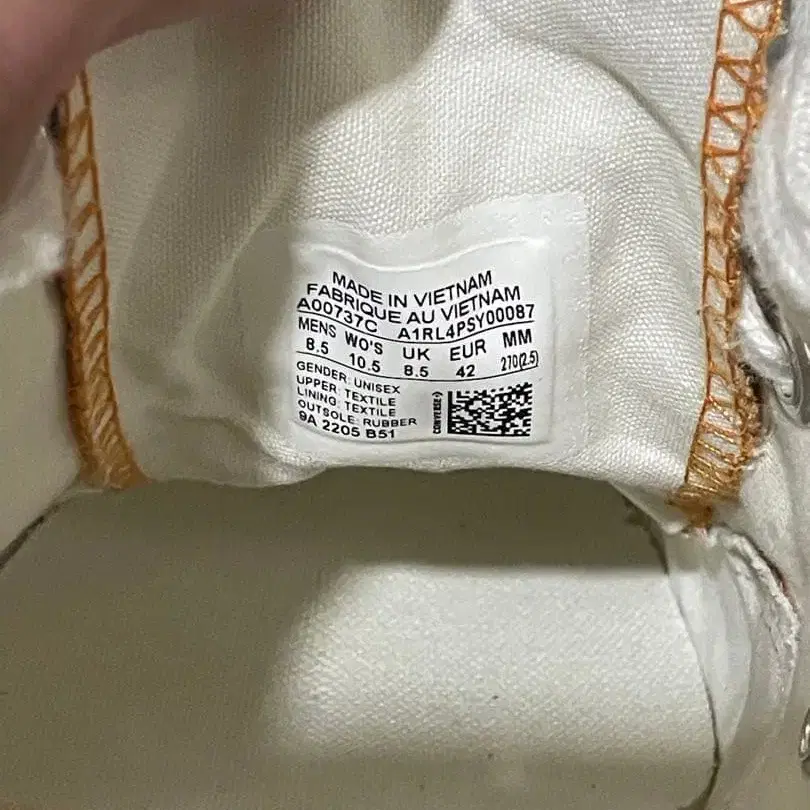 MADE IN VIETNAM
FABRIQUE AU VIETNAM
A00737C A1RL4PSY00087
MENS WO'S UK EUR MM
8.5 10.5 8.5 42 270(2.5)
GENDER: UNISEX
UPPER: TEXTILE
LINING: TEXTILE
OUTSOLE: RUBBER
9A 2205 B51
CONVERSE